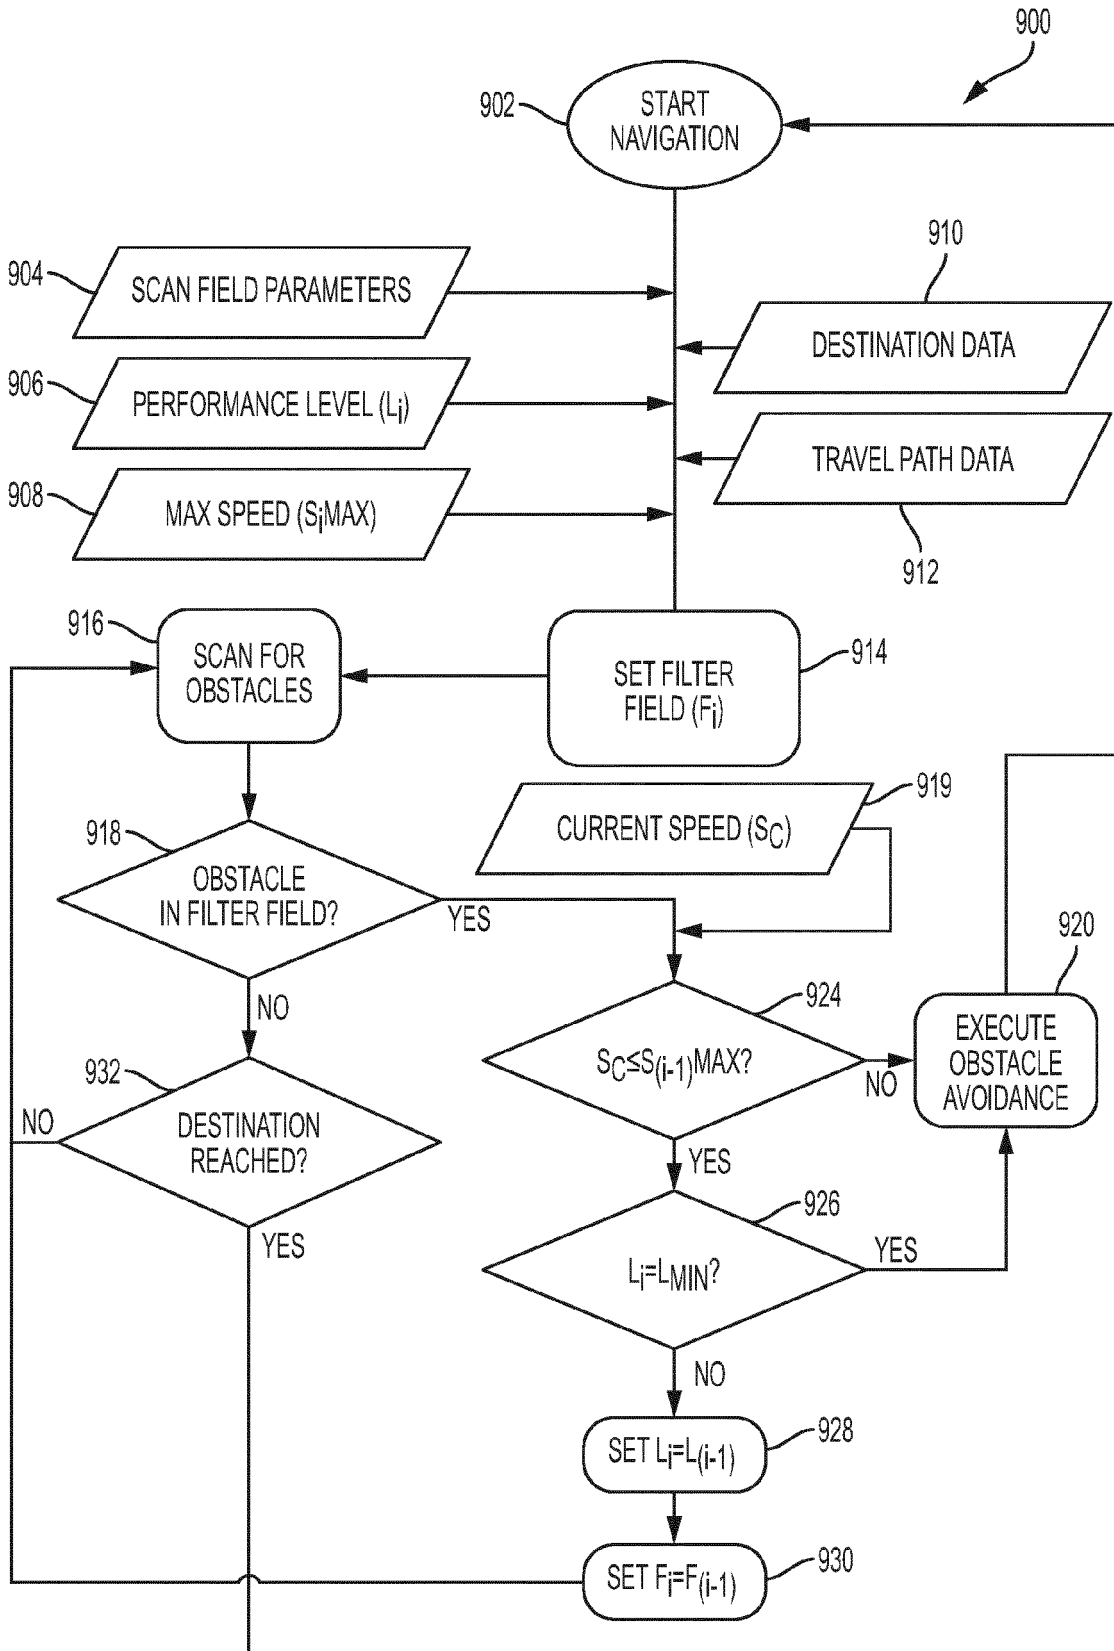 900
902
START
NAVIGATION
904
SCAN FIELD PARAMETERS
910
DESTINATION DATA
906
PERFORMANCE LEVEL (Li)
TRAVEL PATH DATA
908
MAX SPEED (SiMAX)
912
916
SCAN FOR
OBSTACLES
914
SET FILTER
FIELD (Fi)
919
CURRENT SPEED (SC)
918
OBSTACLE
IN FILTER FIELD?
YES
NO
920
EXECUTE
OBSTACLE
AVOIDANCE
924
SC≤S(i-1)MAX?
NO
YES
932
NO
DESTINATION
REACHED?
YES
926
Li=LMIN?
YES
NO
928
SET Li=L(i-1)
930
SET Fi=F(i-1)